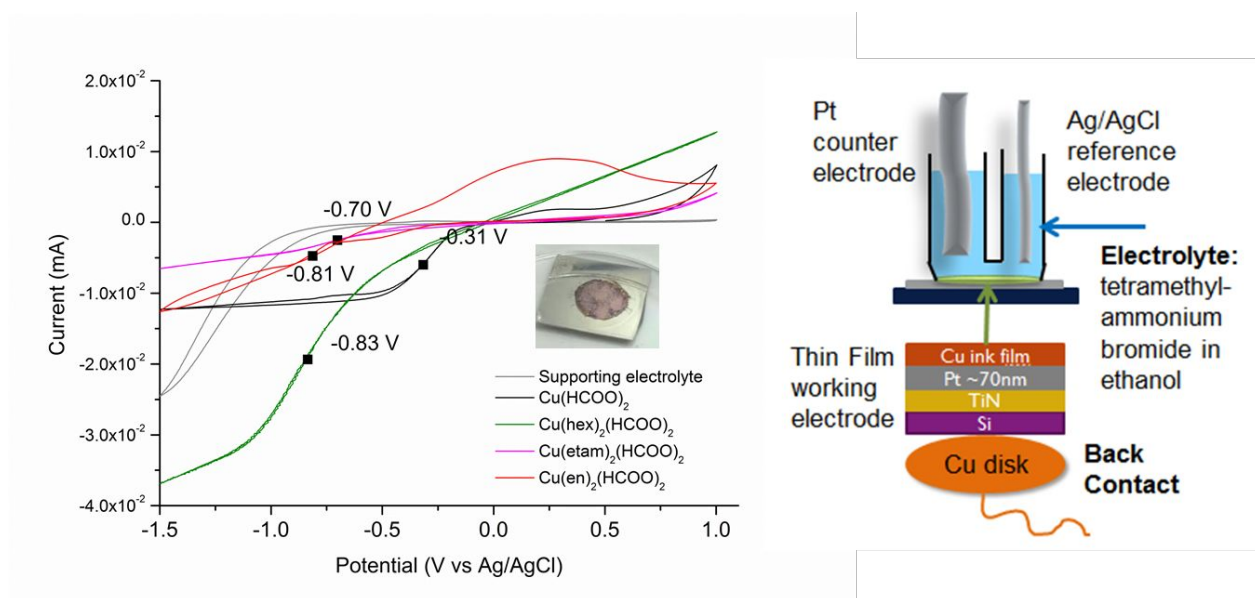 2.0x10⁻²
1.0x10⁻²
0.0
-1.0x10⁻²
-2.0x10⁻²
-3.0x10⁻²
-4.0x10⁻²
Current (mA)
-0.70 V
-0.31 V
-0.81 V
-0.83 V
Supporting electrolyte
Cu(HCOO)₂
Cu(hex)₂(HCOO)₂
Cu(etam)₂(HCOO)₂
Cu(en)₂(HCOO)₂
-1.5
-1.0
-0.5
0.0
0.5
1.0
Potential (V vs Ag/AgCl)
Pt
counter
electrode
Ag/AgCl
reference
electrode
Electrolyte:
tetramethyl-
ammonium
bromide in
ethanol
Thin Film
working
electrode
Cu ink film
Pt ~70nm
TiN
Si
Cu disk
Back
Contact